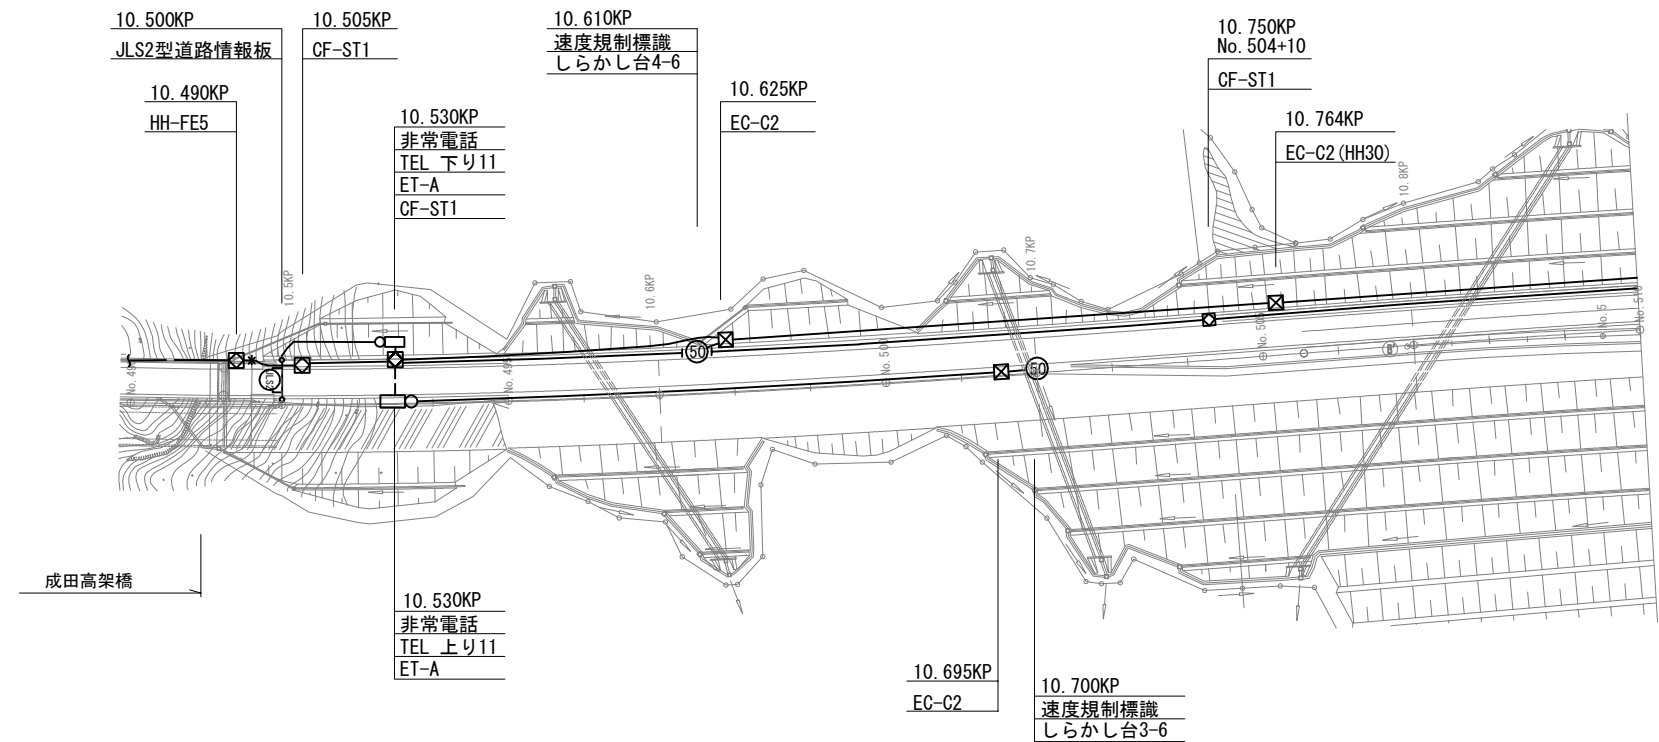 10.500KP
JLS2型道路情報板
10.505KP
CF-ST1
10.610KP
速度規制標識
しらかし台4-6
10.750KP
No.504+10
CF-ST1
10.490KP
HH-FE5
10.530KP
非常電話
TEL 下り11
ET-A
CF-ST1
10.625KP
EC-C2
10.764KP
EC-C2(HH30)
10.5KP
10.6KP
10.7KP
10.8KP
50
50
JLS2
No.510
成田高架橋
10.530KP
非常電話
TEL 上り11
ET-A
10.695KP
EC-C2
10.700KP
速度規制標識
しらかし台3-6